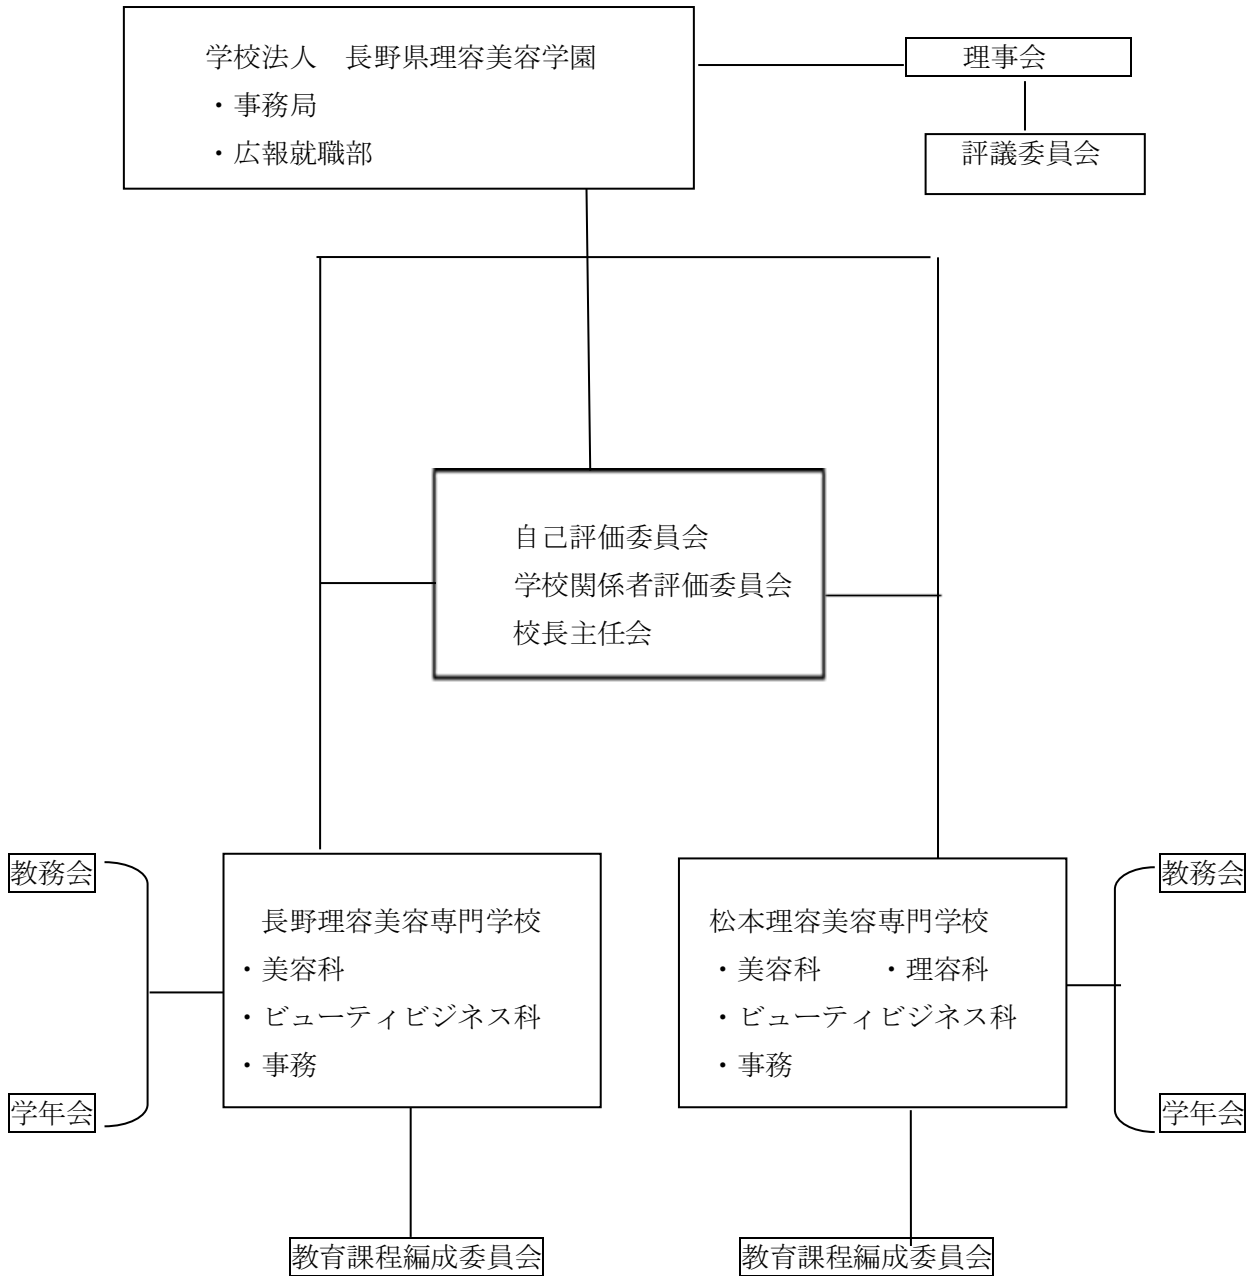 学校法人　長野県理容美容学園
・事務局
・広報就職部
理事会
評議委員会
自己評価委員会
学校関係者評価委員会
校長主任会
教務会
学年会
長野理容美容専門学校
・美容科
・ビューティビジネス科
・事務
教育課程編成委員会
松本理容美容専門学校
・美容科　　・理容科
・ビューティビジネス科
・事務
教務会
学年会
教育課程編成委員会